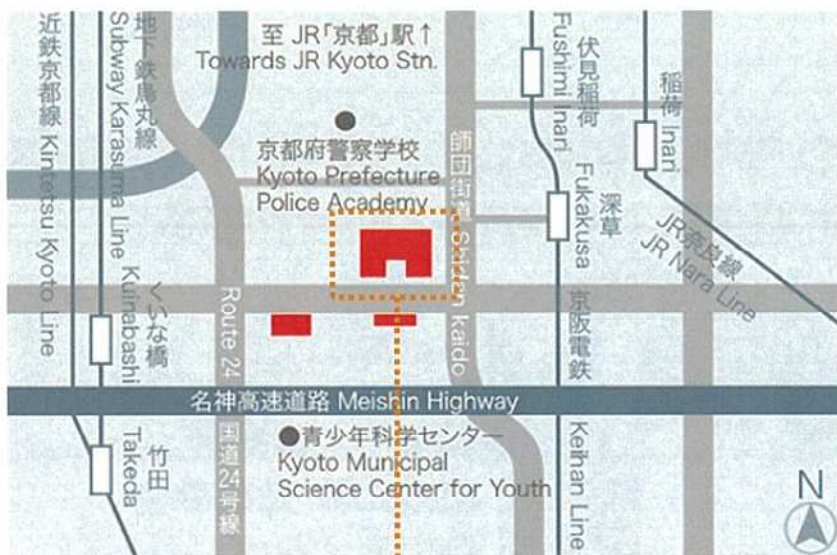 近鉄京都線 Kintetsu Kyoto Line
地下鉄烏丸線
Subway Karasuma Line
至 JR「京都」駅↑
Towards JR Kyoto Stn.
京都府警察学校
Kyoto Prefecture
Police Academy
師団街道 Shidan kaido
伏見稲荷
Fushimi Inari
稲荷 Inari
深草
Fukakusa
JR奈良線
JR Nara Line
くいな橋
Kuinabashi
Route 24
京阪電鉄
名神高速道路 Meishin Highway
竹田
Takeda
国道24号線
●青少年科学センター
Kyoto Municipal
Science Center for Youth
Keihan Line
N